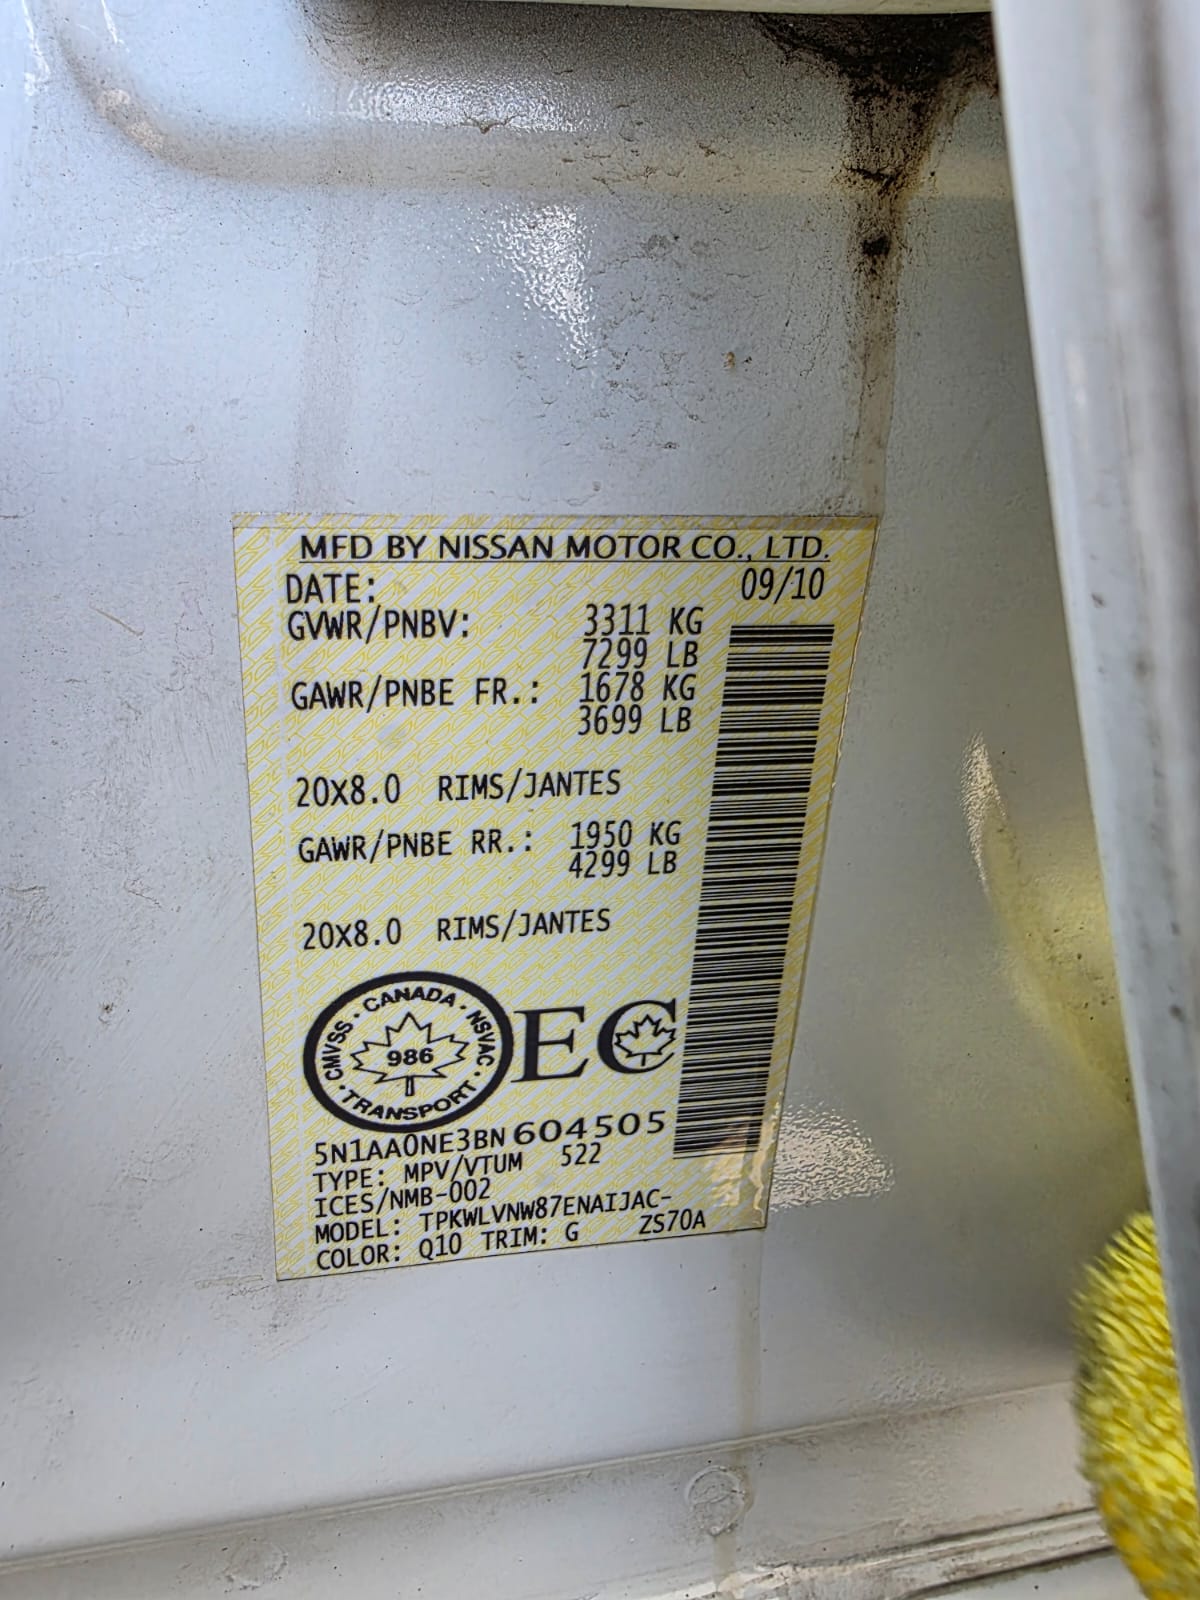 MFD BY NISSAN MOTOR CO., LTD.
DATE: 09/10
GVWR/PNBV: 3311 KG
7299 LB
GAWR/PNBE FR.: 1678 KG
3699 LB
20X8.0 RIMS/JANTES
GAWR/PNBE RR.: 1950 KG
4299 LB
20X8.0 RIMS/JANTES
CMVSS · CANADA · NSVAC · TRANSPORT
986
EC
5N1AA0NE3BN604505
TYPE: MPV/VTUM 522
ICES/NMB-002
MODEL: TPKWLVNW87ENAIJAC-
COLOR: Q10 TRIM: G ZS70A